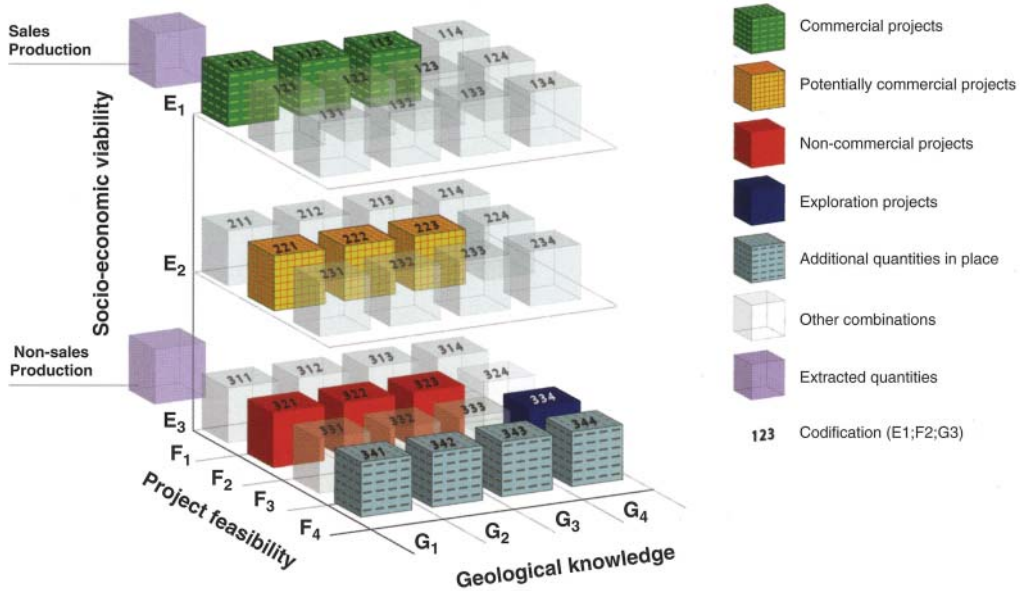 Sales
Production
Socio-economic viability
E1
111
112
113
114
121
122
123
124
131
132
133
134
E2
211
212
213
214
221
222
223
224
231
232
233
234
Non-sales
Production
E3
311
312
313
314
321
322
323
324
331
332
333
334
341
342
343
344
F1
F2
F3
F4
Project feasibility
G1
G2
G3
G4
Geological knowledge
Commercial projects
Potentially commercial projects
Non-commercial projects
Exploration projects
Additional quantities in place
Other combinations
Extracted quantities
123 Codification (E1;F2;G3)